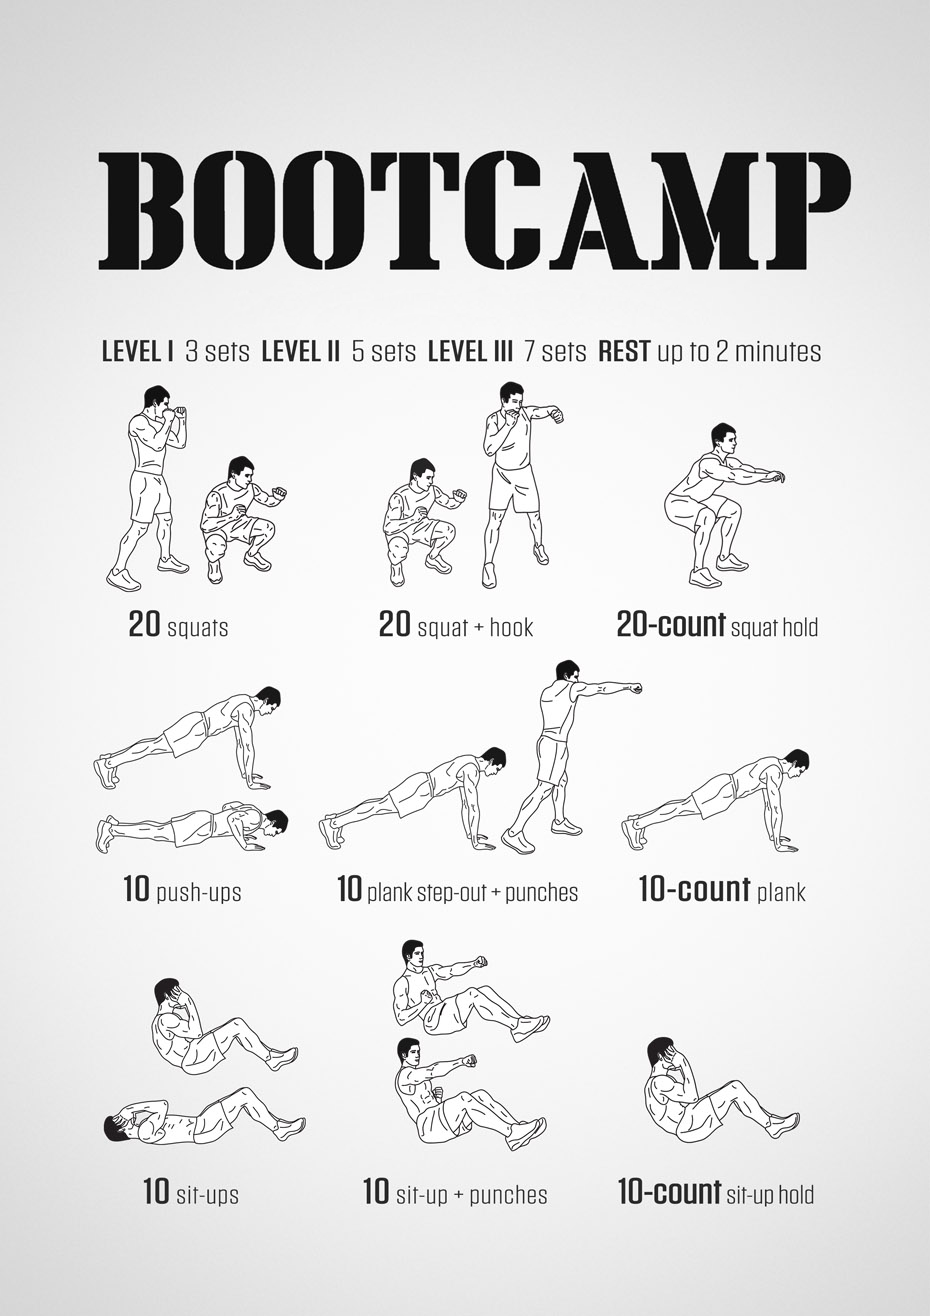 BOOTCAMP
LEVEL I 3 sets LEVEL II 5 sets LEVEL III 7 sets REST up to 2 minutes
20 squats
20 squat + hook
20-count squat hold
10 push-ups
10 plank step-out + punches
10-count plank
10 sit-ups
10 sit-up + punches
10-count sit-up hold